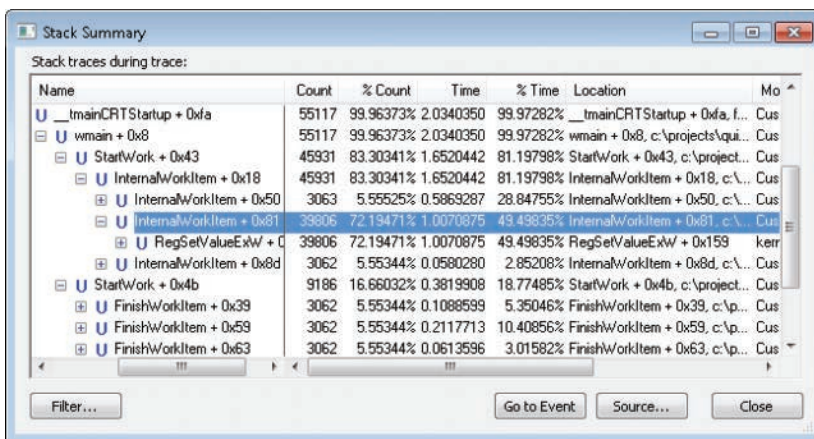 Stack Summary
Stack traces during trace:
Name Count % Count Time % Time Location Mo
U __tmainCRTStartup + 0xfa 55117 99.96373% 2.0340350 99.97282% __tmainCRTStartup + 0xfa, f... Cus
U wmain + 0x8 55117 99.96373% 2.0340350 99.97282% wmain + 0x8, c:\projects\qui... Cus
U StartWork + 0x43 45931 83.30341% 1.6520442 81.19798% StartWork + 0x43, c:\project... Cus
U InternalWorkItem + 0x18 45931 83.30341% 1.6520442 81.19798% InternalWorkItem + 0x18, c:\... Cus
U InternalWorkItem + 0x50 3063 5.55525% 0.5869287 28.84755% InternalWorkItem + 0x50, c:\... Cus
U InternalWorkItem + 0x81 39806 72.19471% 1.0070875 49.49835% InternalWorkItem + 0x81, c:\... Cus
U RegSetValueExW + 0 39806 72.19471% 1.0070875 49.49835% RegSetValueExW + 0x159 kern
U InternalWorkItem + 0x8d 3062 5.55344% 0.0580280 2.85208% InternalWorkItem + 0x8d, c:\... Cus
U StartWork + 0x4b 9186 16.66032% 0.3819908 18.77485% StartWork + 0x4b, c:\project... Cus
U FinishWorkItem + 0x39 3062 5.55344% 0.1088599 5.35046% FinishWorkItem + 0x39, c:\p... Cus
U FinishWorkItem + 0x59 3062 5.55344% 0.2117713 10.40856% FinishWorkItem + 0x59, c:\p... Cus
U FinishWorkItem + 0x63 3062 5.55344% 0.0613596 3.01582% FinishWorkItem + 0x63, c:\p... Cus
Filter... Go to Event Source... Close